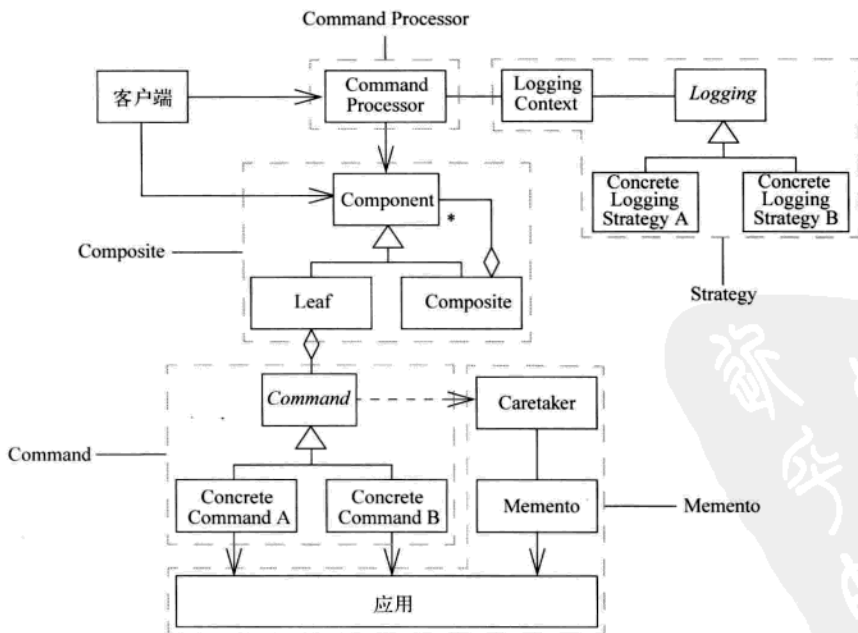 Command Processor
客户端
Command
Processor
Logging
Context
Logging
Component
*
Concrete
Logging
Strategy A
Concrete
Logging
Strategy B
Composite
Leaf
Composite
Strategy
Command
Caretaker
Command
Concrete
Command A
Concrete
Command B
Memento
Memento
应用